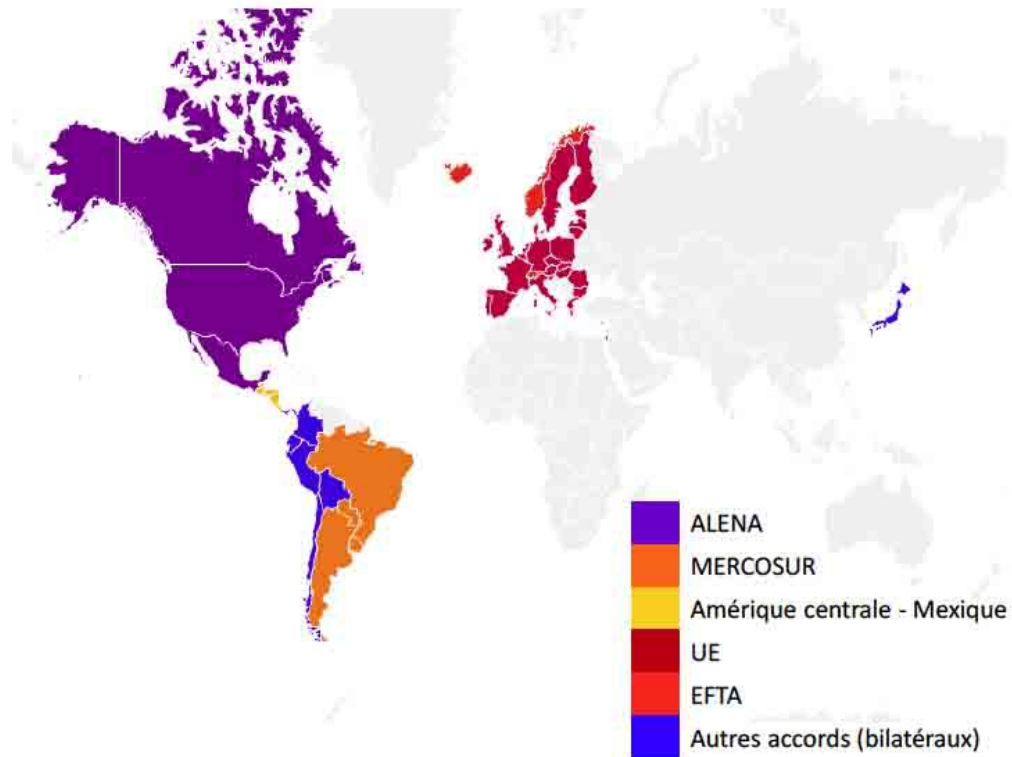 ALENA
MERCOSUR
Amérique centrale - Mexique
UE
EFTA
Autres accords (bilatéraux)